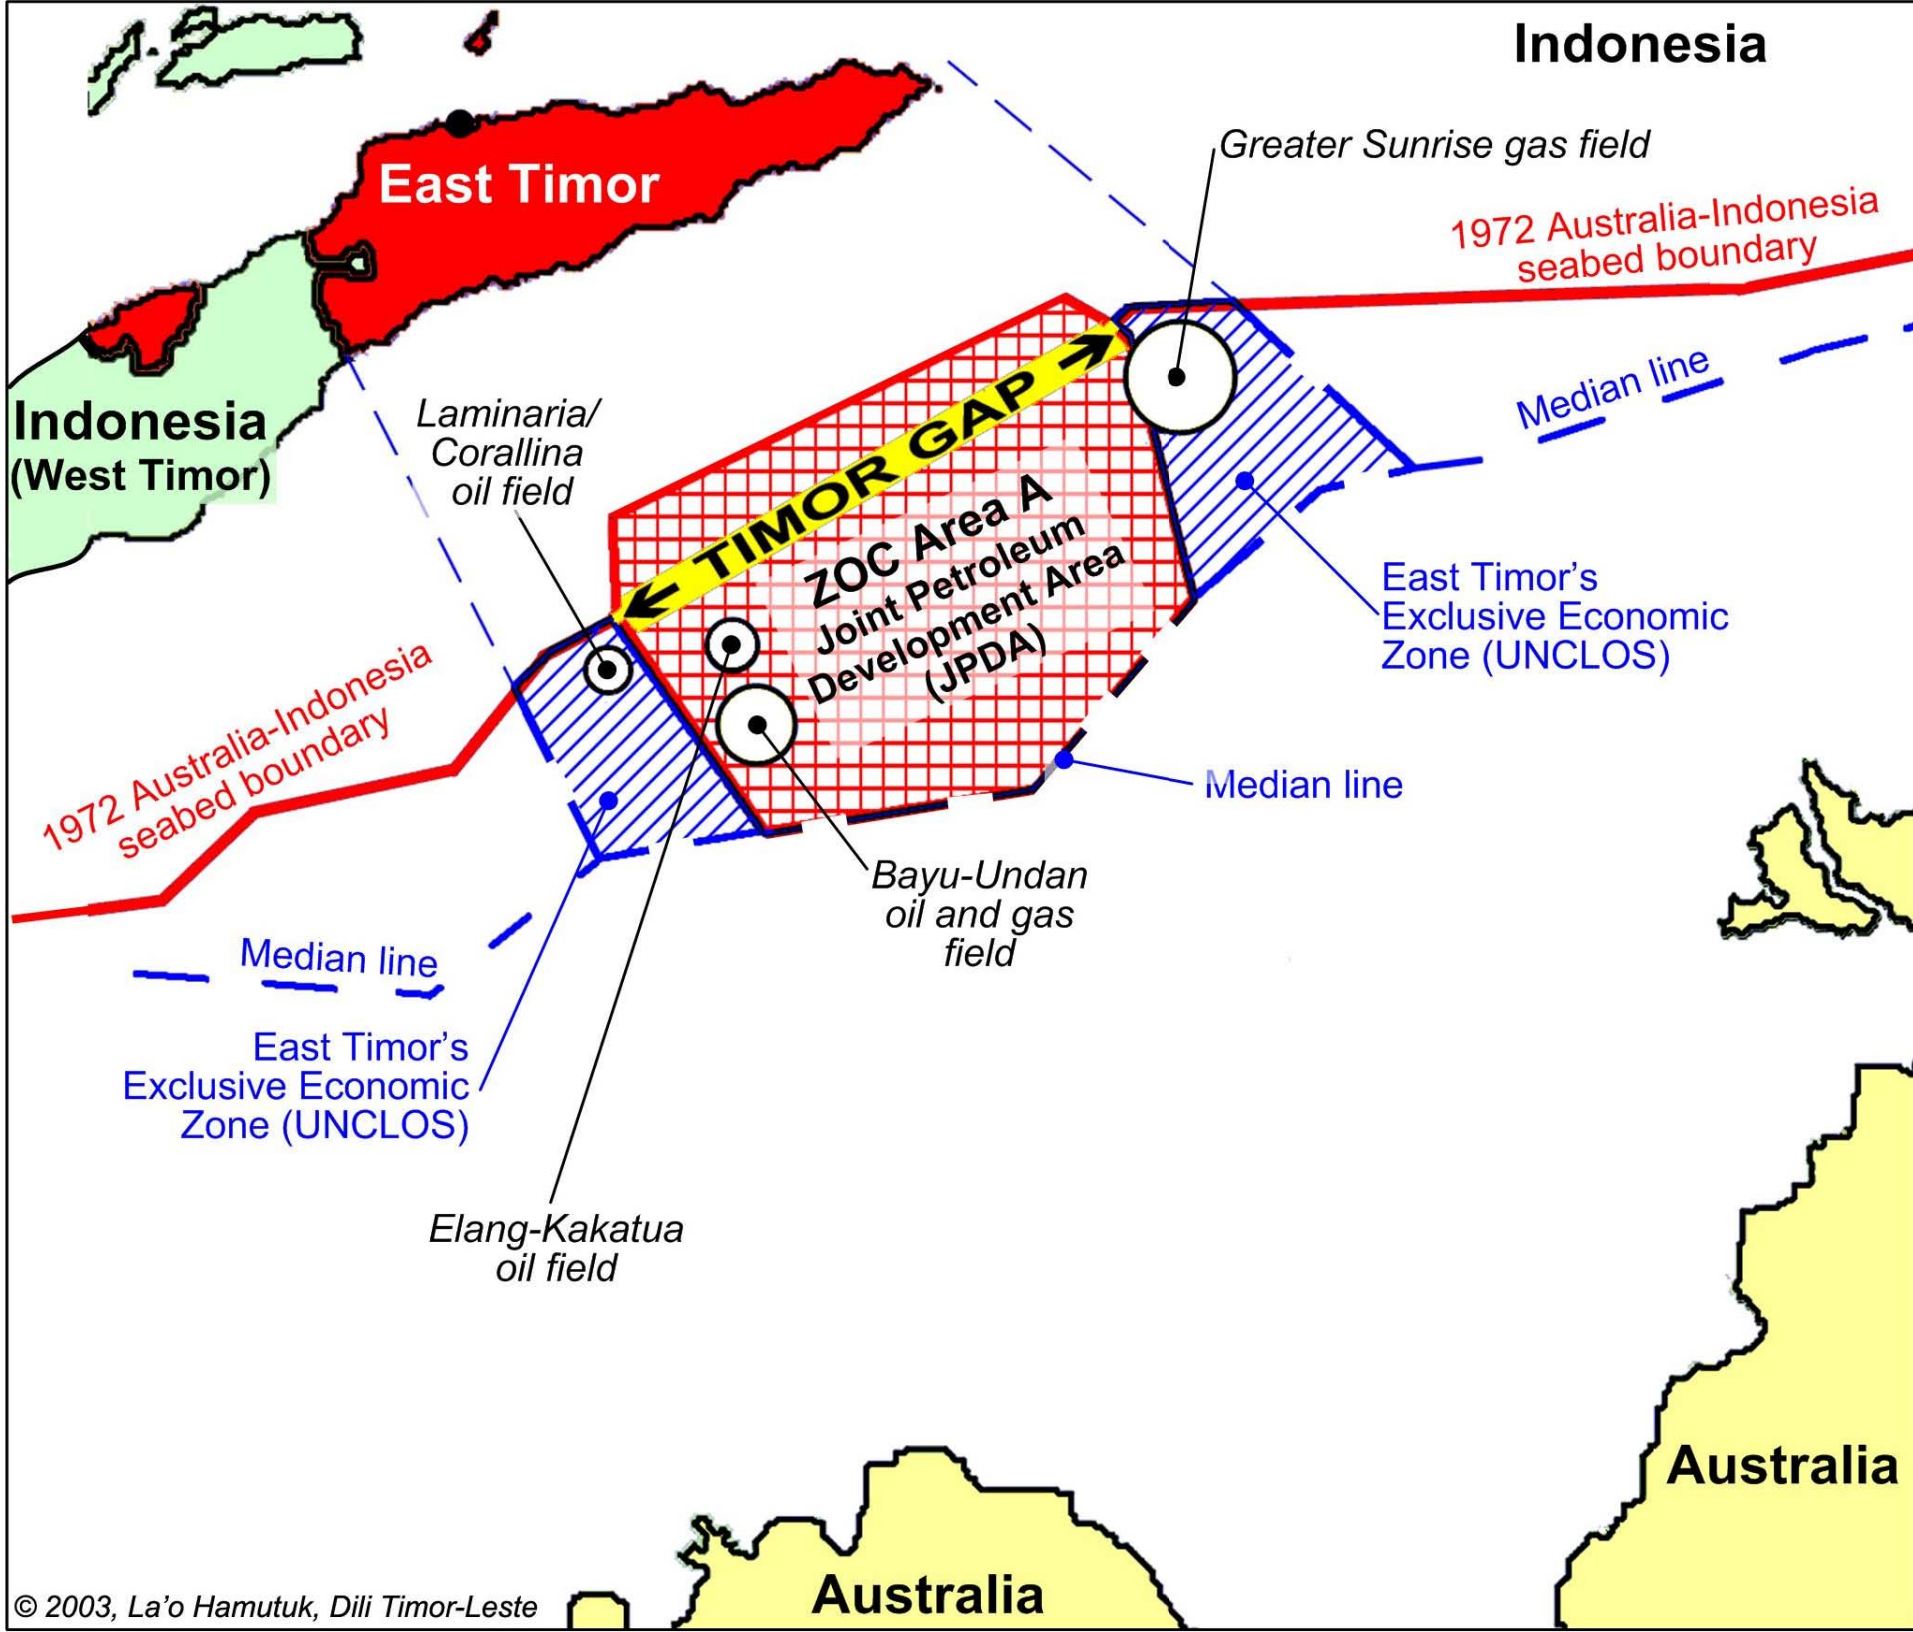 Indonesia
Greater Sunrise gas field
East Timor
1972 Australia-Indonesia
seabed boundary
Median line
Indonesia
(West Timor)
Laminaria/
Corallina
oil field
TIMOR GAP
ZOC Area A
Joint Petroleum
Development Area
(JPDA)
East Timor’s
Exclusive Economic
Zone (UNCLOS)
1972 Australia-Indonesia
seabed boundary
Median line
Bayu-Undan
oil and gas
field
Median line
East Timor’s
Exclusive Economic
Zone (UNCLOS)
Elang-Kakatua
oil field
Australia
Australia
© 2003, La’o Hamutuk, Dili Timor-Leste